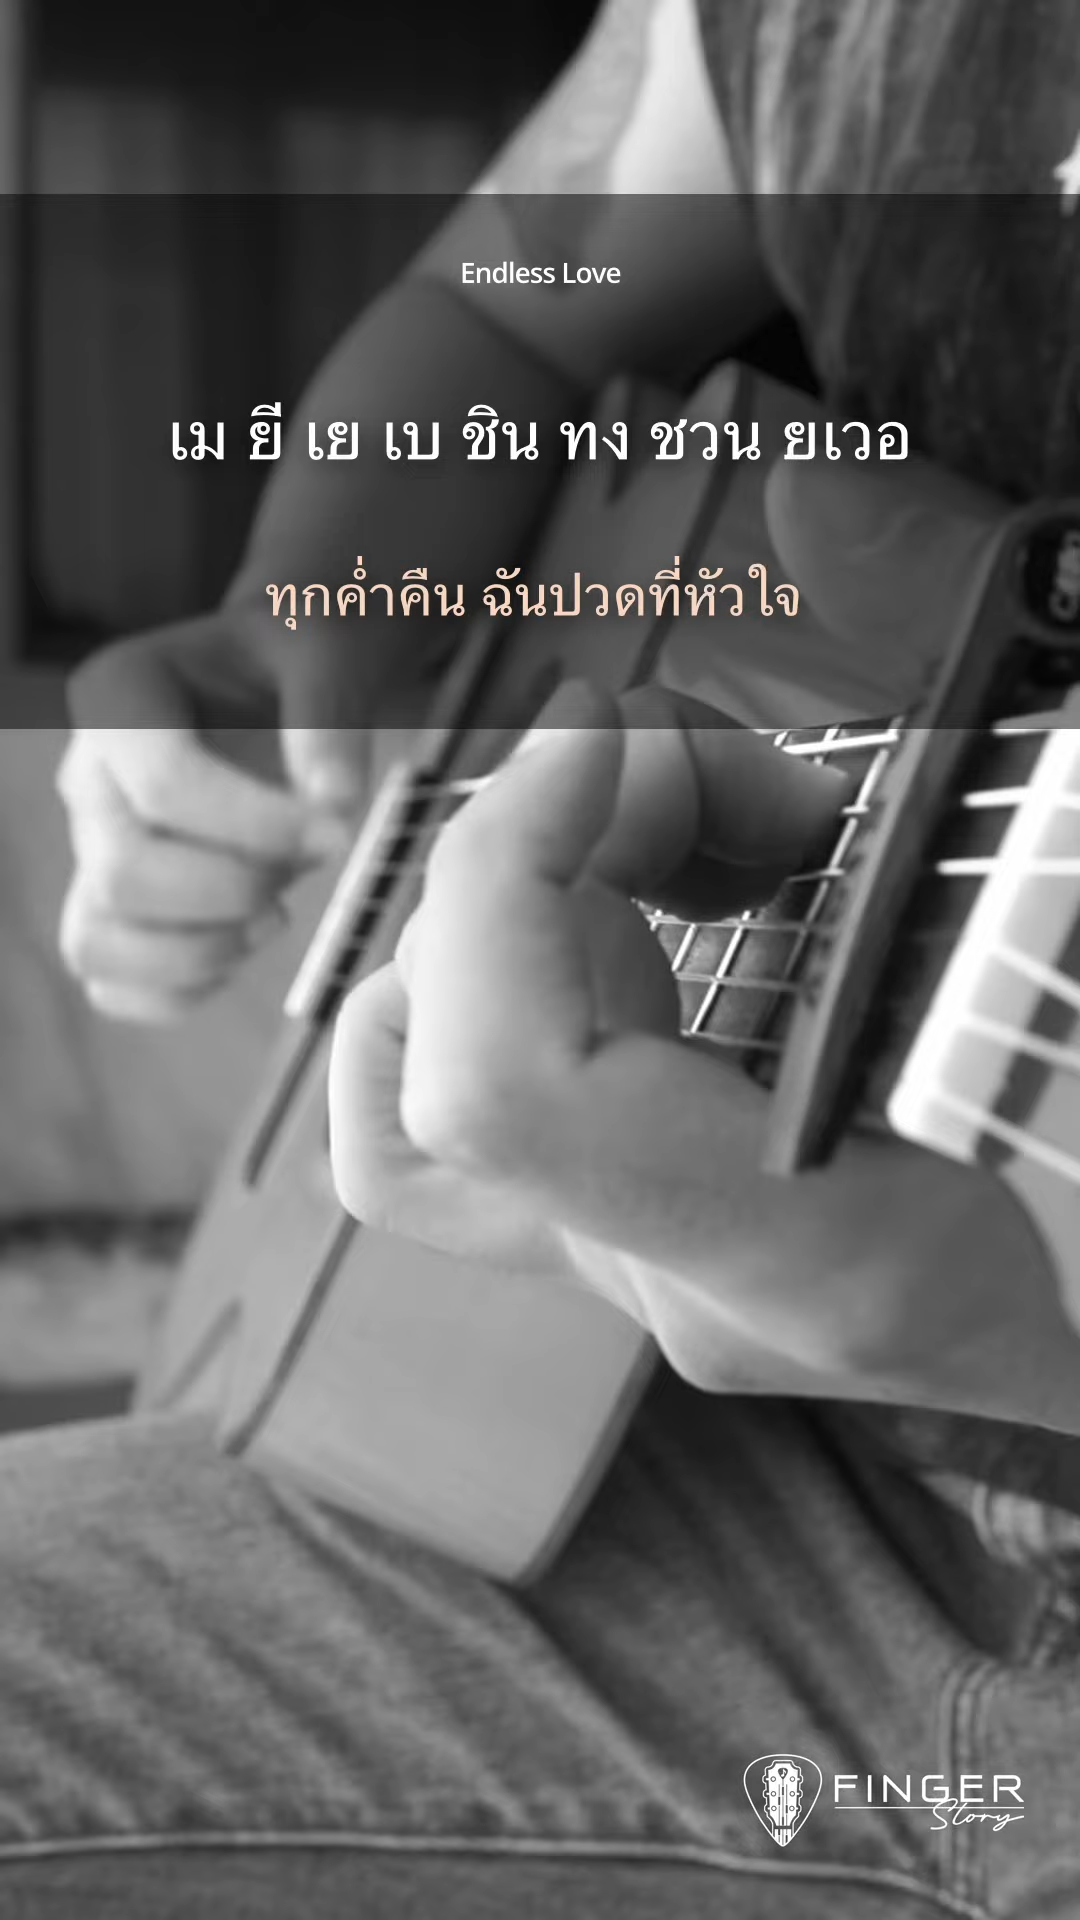 Endless Love
เม ยี เย เบ ชิน ทง ชวน ยเวอ
ทุกค่ำคืน ฉันปวดที่หัวใจ
FINGER
Story